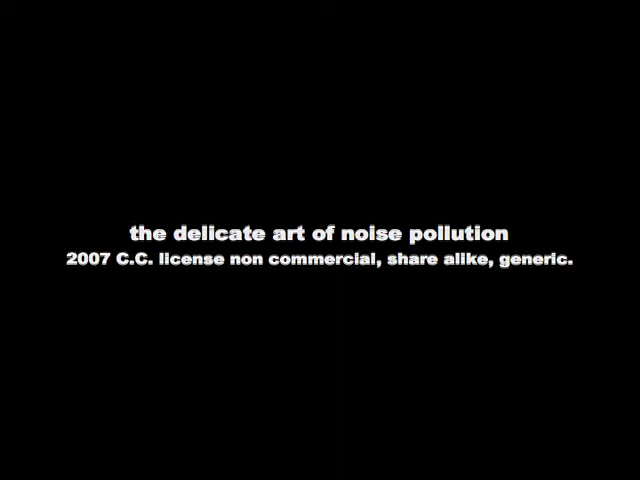 the delicate art of noise pollution
2007 C.C. license non commercial, share alike, generic.